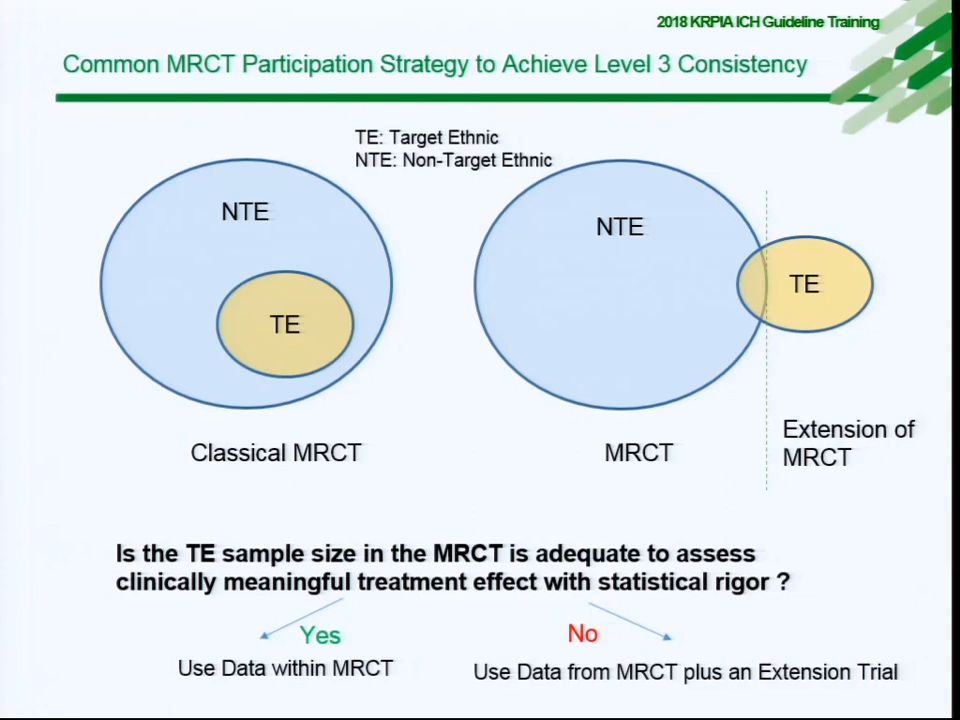 2018 KRPIA ICH Guideline Training
Common MRCT Participation Strategy to Achieve Level 3 Consistency
TE: Target Ethnic
NTE: Non-Target Ethnic
NTE
TE
Classical MRCT
NTE
TE
MRCT
Extension of
MRCT
Is the TE sample size in the MRCT is adequate to assess
clinically meaningful treatment effect with statistical rigor ?
Yes
Use Data within MRCT
No
Use Data from MRCT plus an Extension Trial